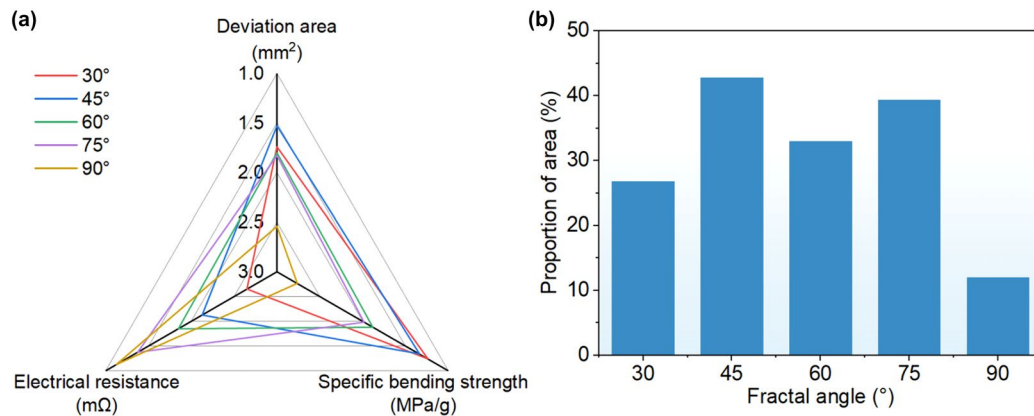 (a)
Deviation area
(mm²)
30°
45°
60°
75°
90°
1.0
1.5
2.0
2.5
3.0
Electrical resistance
(mΩ)
Specific bending strength
(MPa/g)
(b)
Proportion of area (%)
50
40
30
20
10
0
30 45 60 75 90
Fractal angle (°)